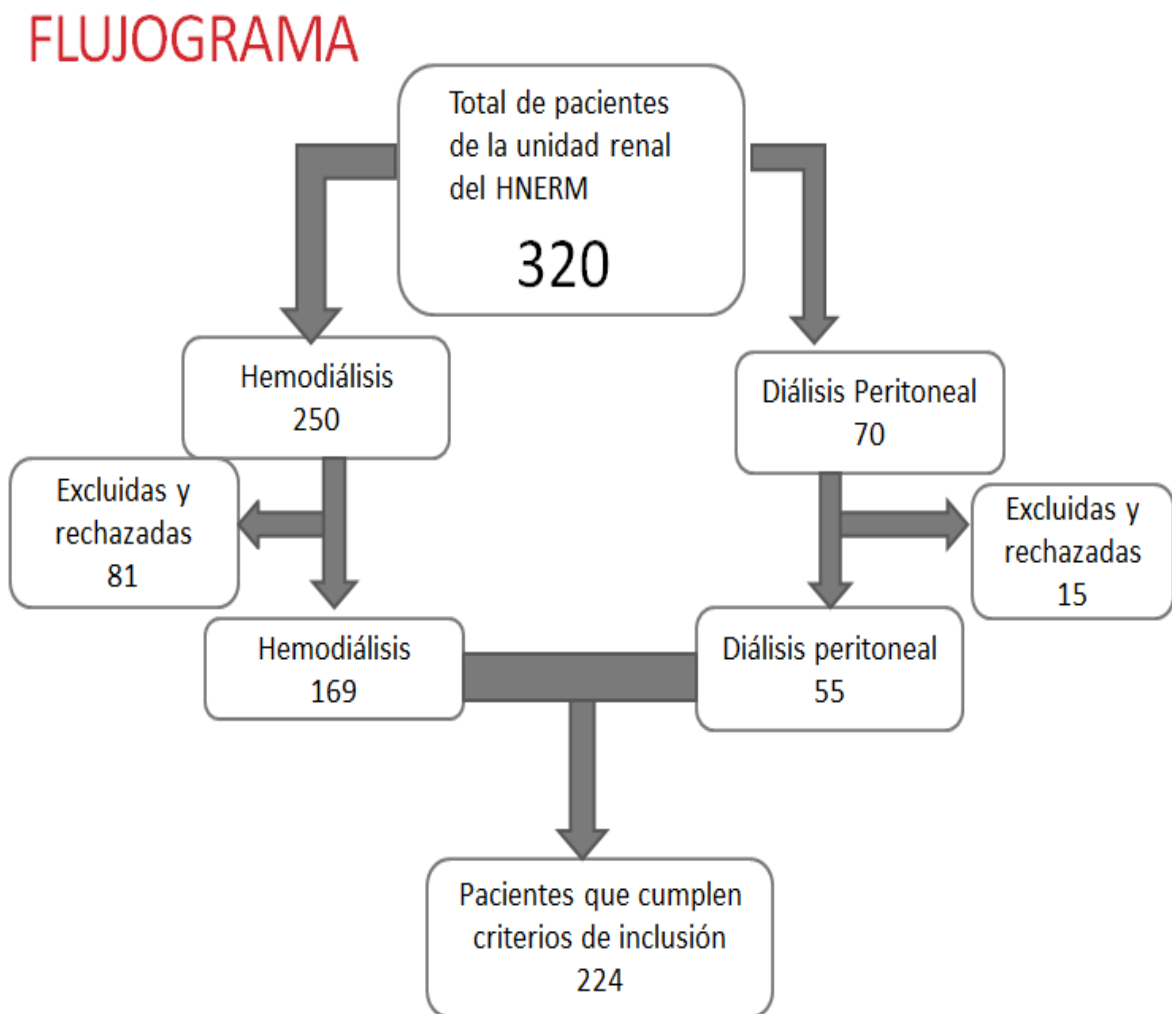 FLUJOGRAMA
Total de pacientes
de la unidad renal
del HNERM
320
Hemodiálisis
250
Diálisis Peritoneal
70
Excluidas y
rechazadas
81
Excluidas y
rechazadas
15
Hemodiálisis
169
Diálisis peritoneal
55
Pacientes que cumplen
criterios de inclusión
224